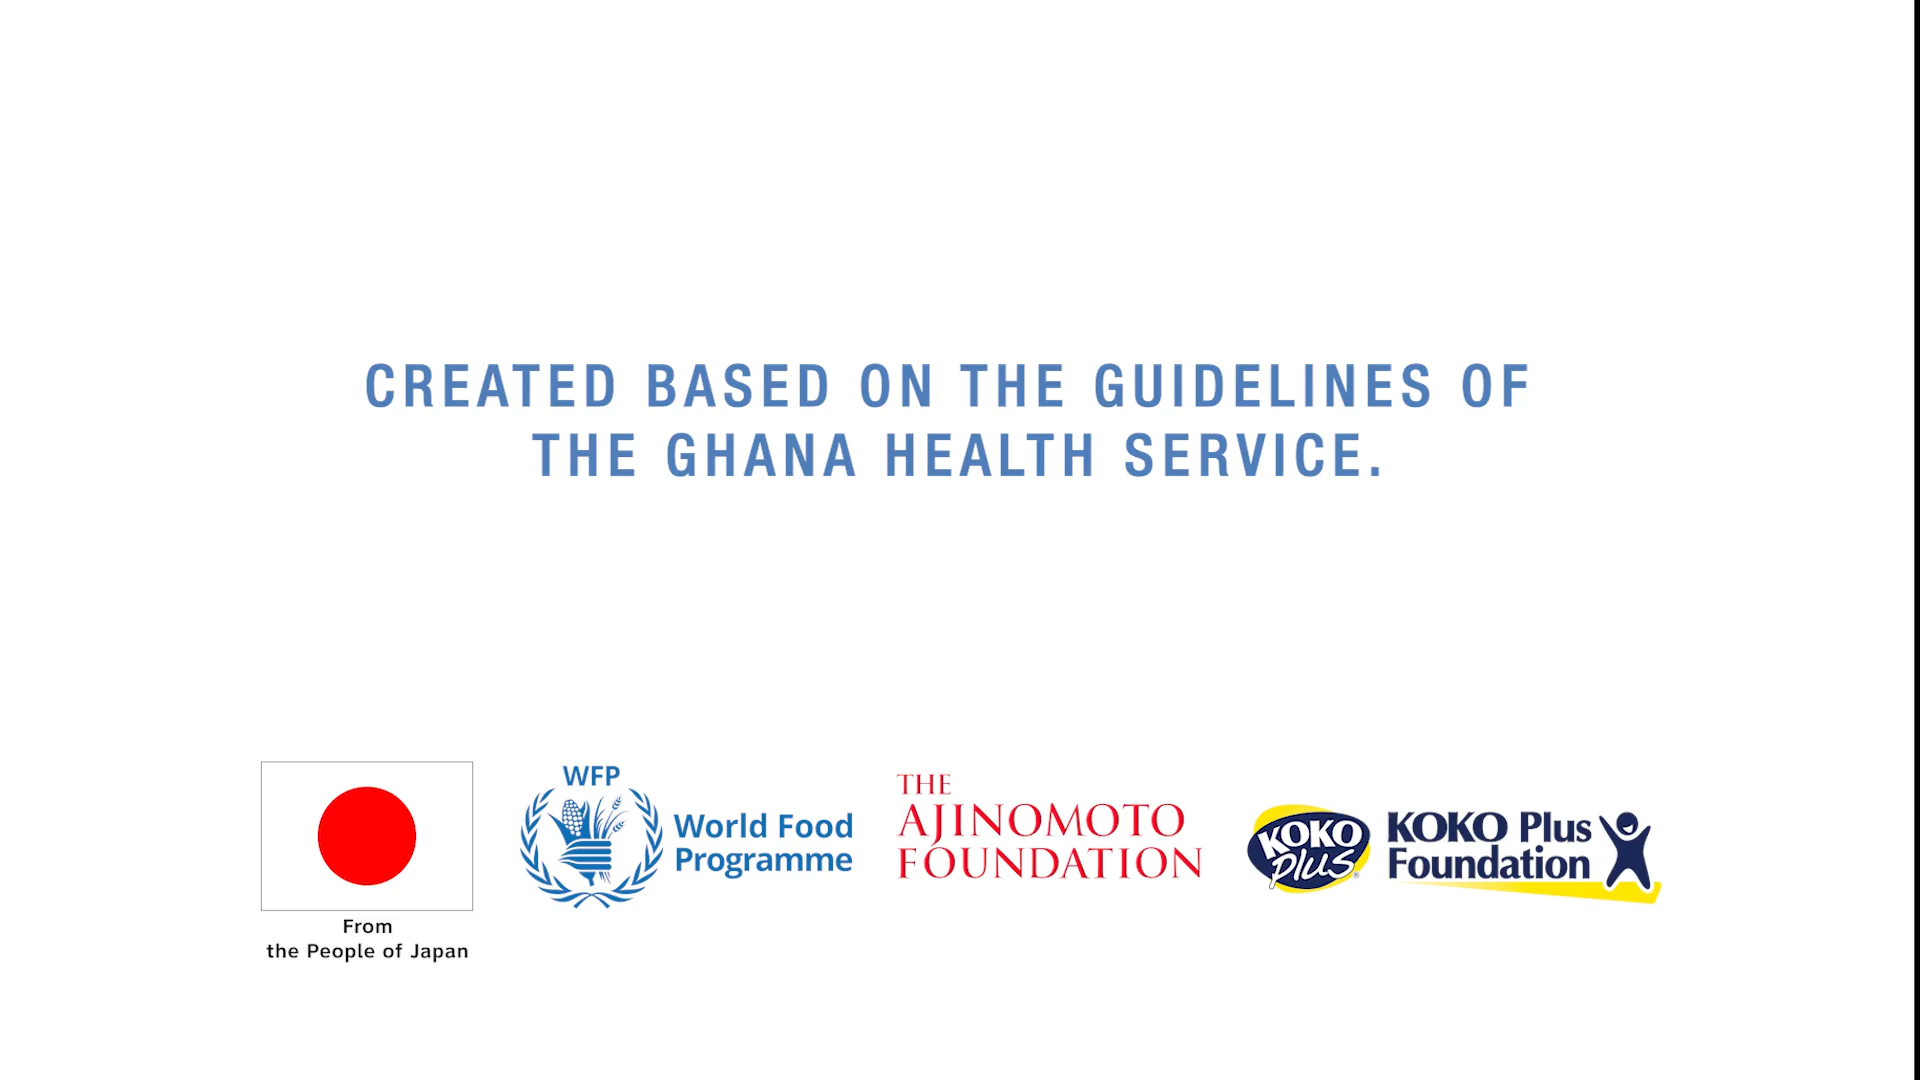 CREATED BASED ON THE GUIDELINES OF
THE GHANA HEALTH SERVICE.
From
the People of Japan
WFP
World Food
Programme
THE
AJINOMOTO
FOUNDATION
KOKO
plus
KOKO Plus
Foundation